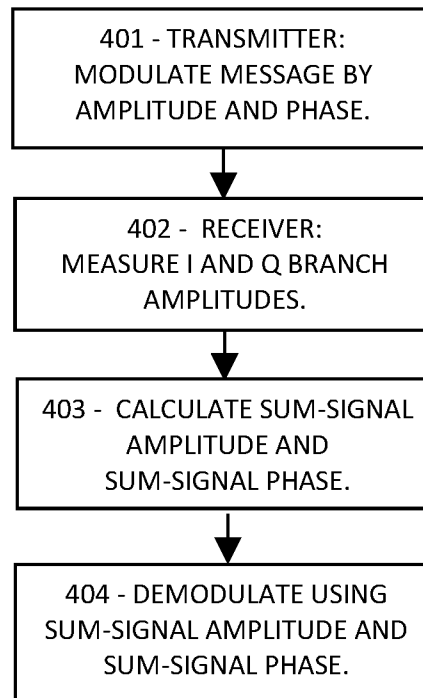 401 - TRANSMITTER:
MODULATE MESSAGE BY
AMPLITUDE AND PHASE.
402 - RECEIVER:
MEASURE I AND Q BRANCH
AMPLITUDES.
403 - CALCULATE SUM-SIGNAL
AMPLITUDE AND
SUM-SIGNAL PHASE.
404 - DEMODULATE USING
SUM-SIGNAL AMPLITUDE AND
SUM-SIGNAL PHASE.